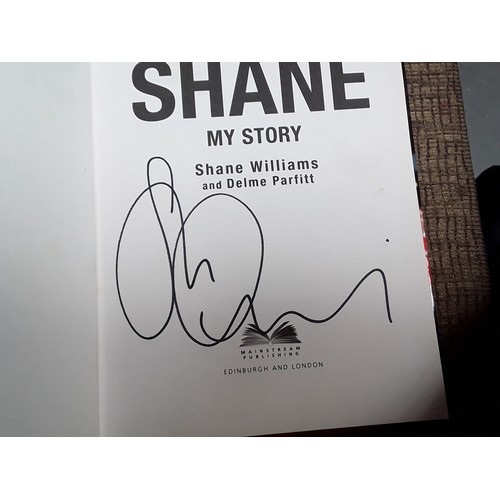 SHANE
MY STORY
Shane Williams
and Delme Parfitt
MAINSTREAM
PUBLISHING
EDINBURGH AND LONDON